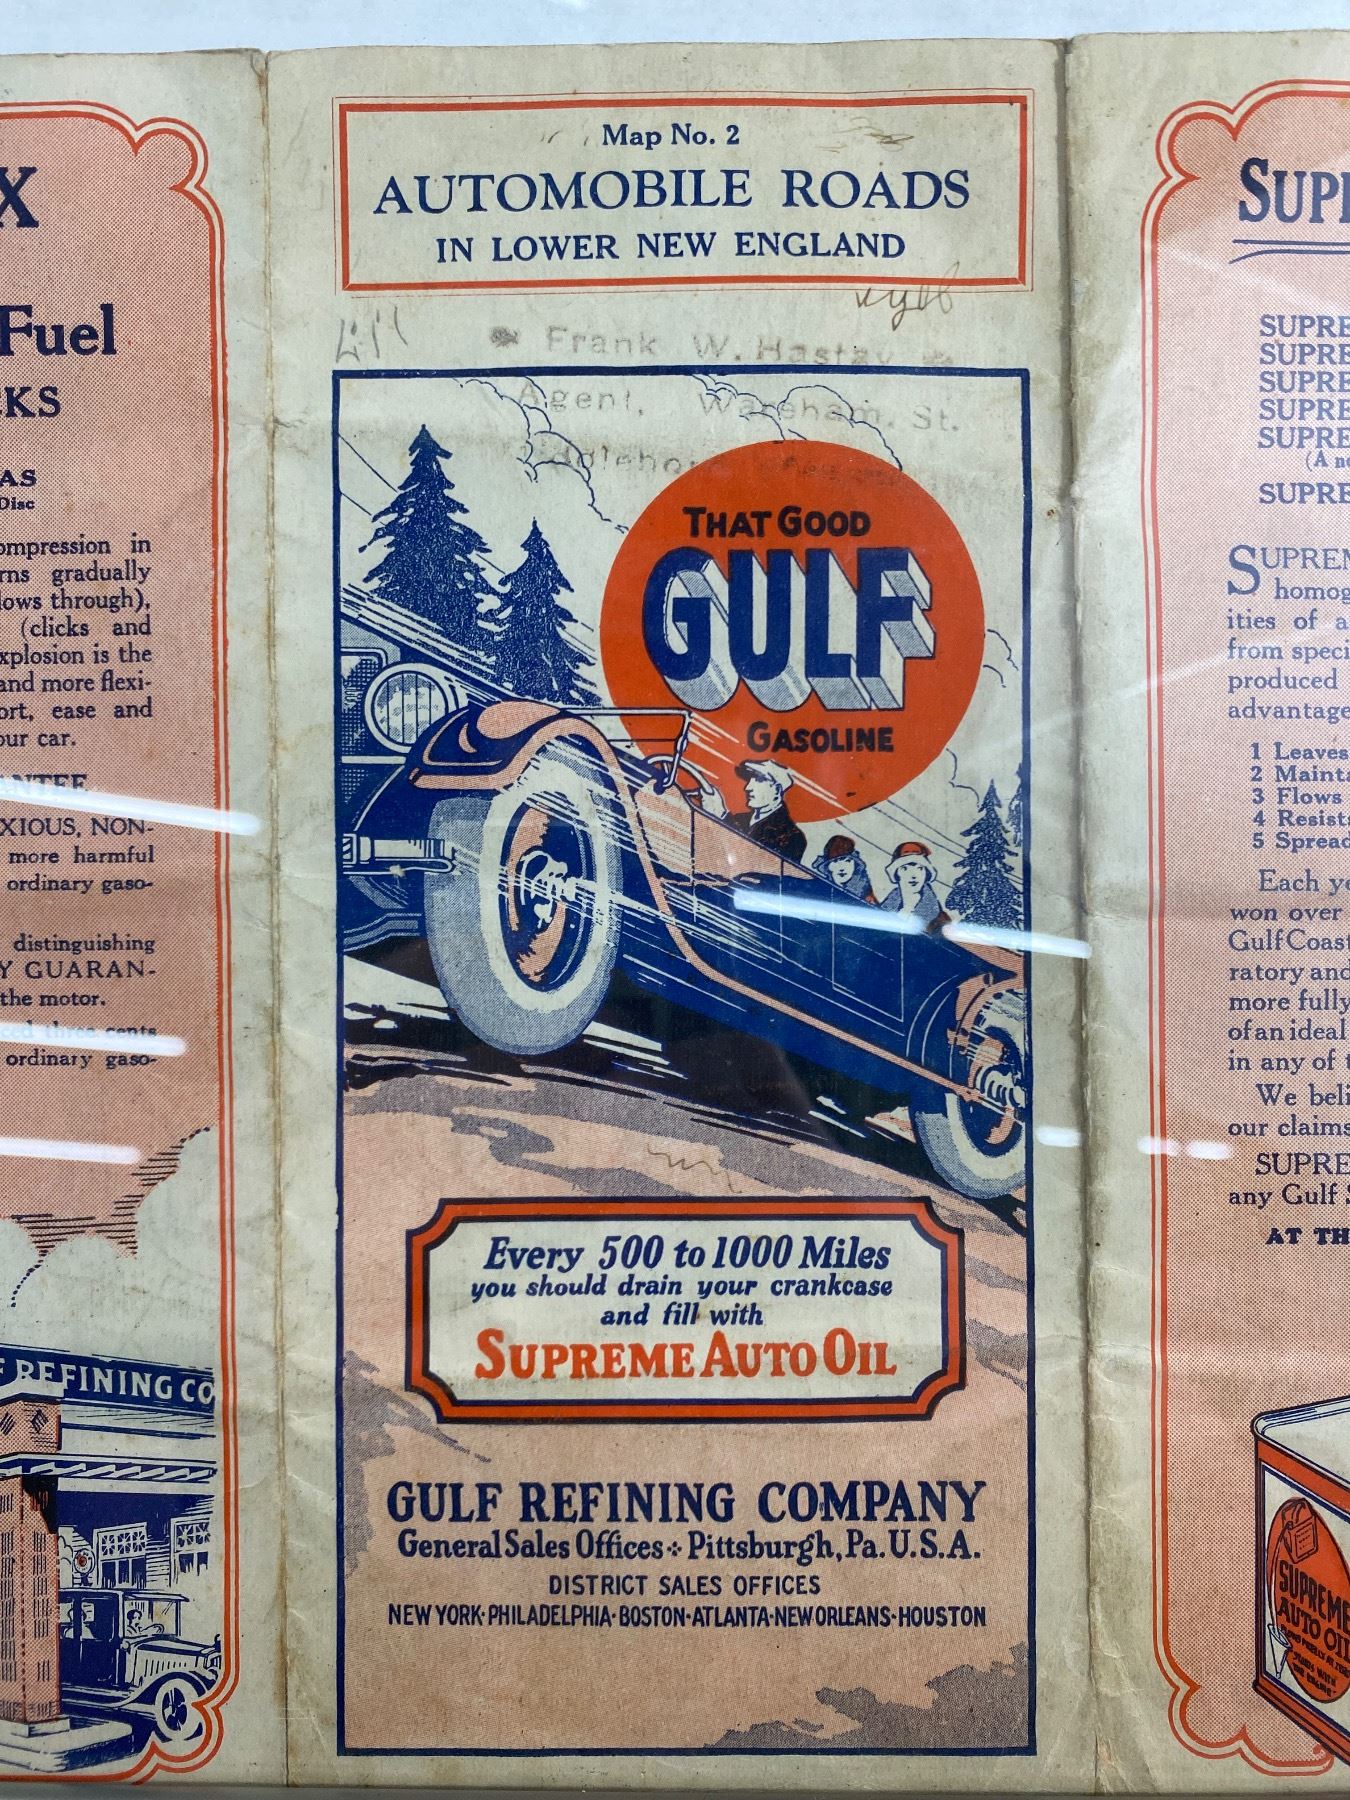 X
Fuel
KS
AS
Disc
ompression in
rns gradually
lows through),
(clicks and
xplosion is the
and more flexi-
ort, ease and
our car.
NTEE
XIOUS, NON-
more harmful
ordinary gaso-
distinguishing
Y GUARAN-
the motor.
ced three cents
ordinary gaso-
F REFINING CO
Map No. 2
AUTOMOBILE ROADS
IN LOWER NEW ENGLAND
Frank W. Hastay
Agent, Wareham. St.
THAT GOOD
GULF
GASOLINE
Every 500 to 1000 Miles
you should drain your crankcase
and fill with
SUPREME AUTO OIL
GULF REFINING COMPANY
General Sales Offices Pittsburgh, Pa. U.S.A.
DISTRICT SALES OFFICES
NEW YORK·PHILADELPHIA·BOSTON·ATLANTA·NEW ORLEANS·HOUSTON
SUPR
SUPRE
SUPRE
SUPRE
SUPRE
SUPRE
(A n
SUPRE
SUPREM
homog
ities of a
from speci
produced
advantage
1 Leaves
2 Mainta
3 Flows
4 Resists
5 Spread
Each ye
won over
Gulf Coast
ratory and
more fully
of an ideal
in any of t
We beli
our claims
SUPRE
any Gulf S
AT TH
SUPREME
AUTO OIL